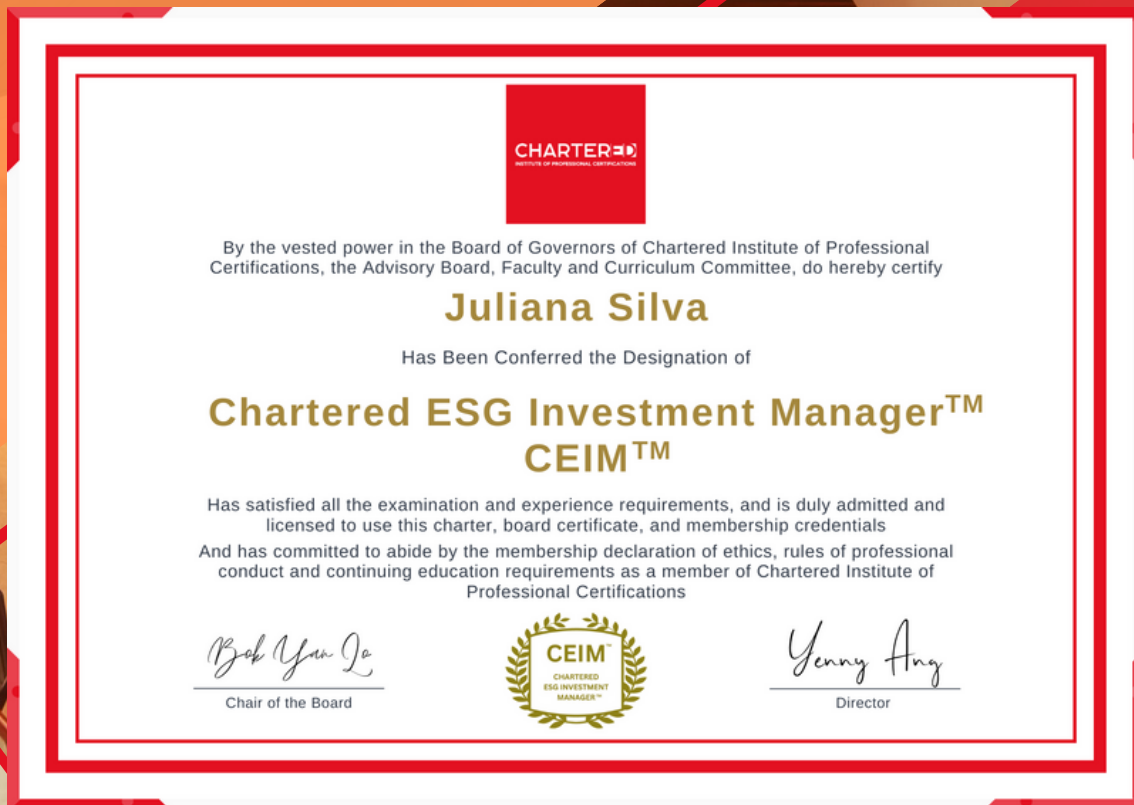 CHARTERED
INSTITUTE OF PROFESSIONAL CERTIFICATIONS
By the vested power in the Board of Governors of Chartered Institute of Professional
Certifications, the Advisory Board, Faculty and Curriculum Committee, do hereby certify
Juliana Silva
Has Been Conferred the Designation of
Chartered ESG Investment Manager™
CEIM™
Has satisfied all the examination and experience requirements, and is duly admitted and
licensed to use this charter, board certificate, and membership credentials
And has committed to abide by the membership declaration of ethics, rules of professional
conduct and continuing education requirements as a member of Chartered Institute of
Professional Certifications
Bok Yan Lo
Chair of the Board
CEIM™
CHARTERED
ESG INVESTMENT
MANAGER™
Yenny Ang
Director